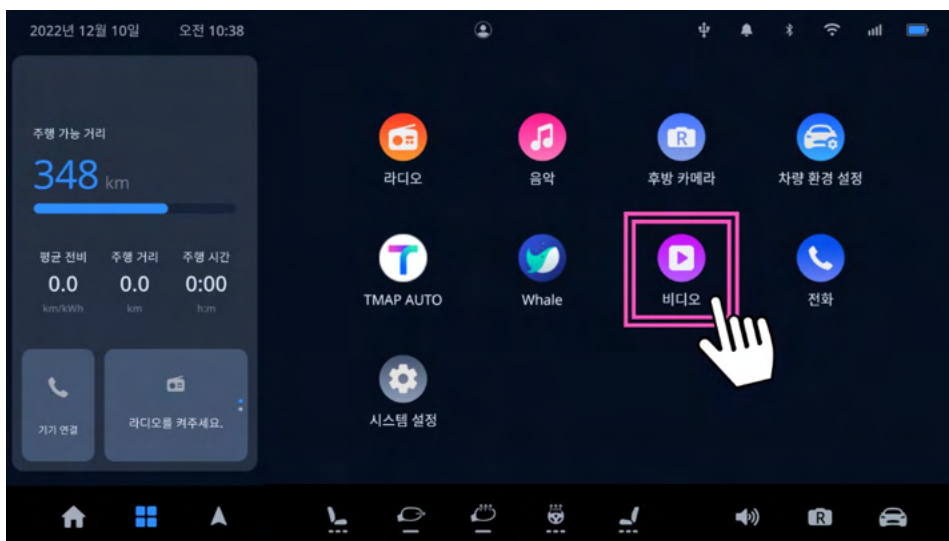 2022년 12월 10일 오전 10:38
주행 가능 거리
348 km
평균 전비 주행 거리 주행 시간
0.0 0.0 0:00
km/kWh km h:m
기기 연결
라디오를 켜주세요.
라디오 음악 R 후방 카메라 차량 환경 설정
TMAP AUTO Whale 비디오 전화
시스템 설정
R